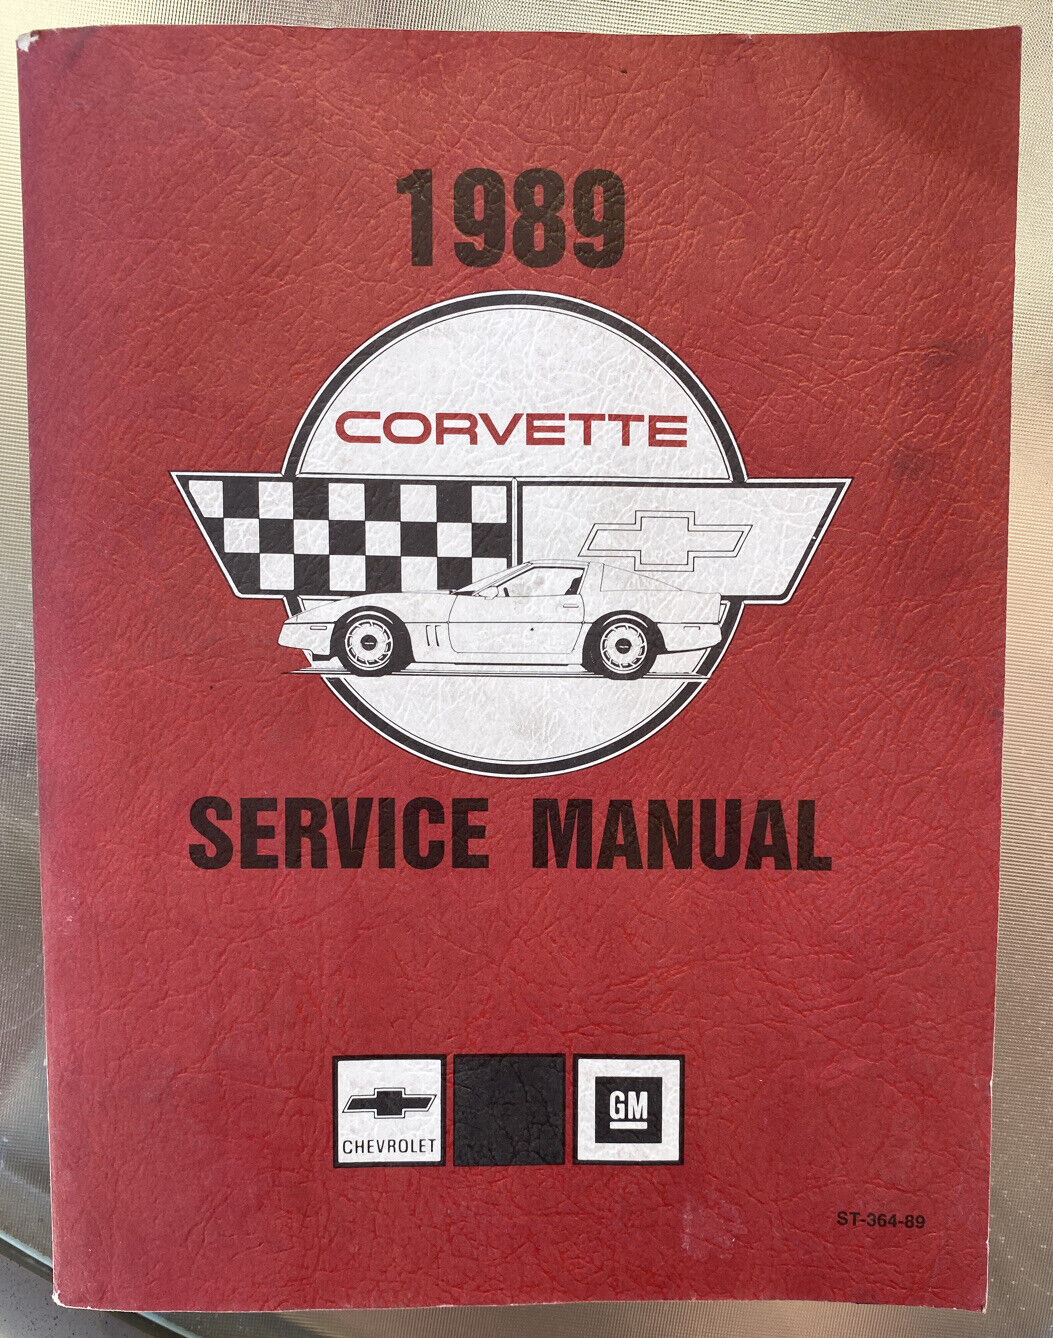 1989
CORVETTE
SERVICE MANUAL
CHEVROLET
GM
ST-364-89